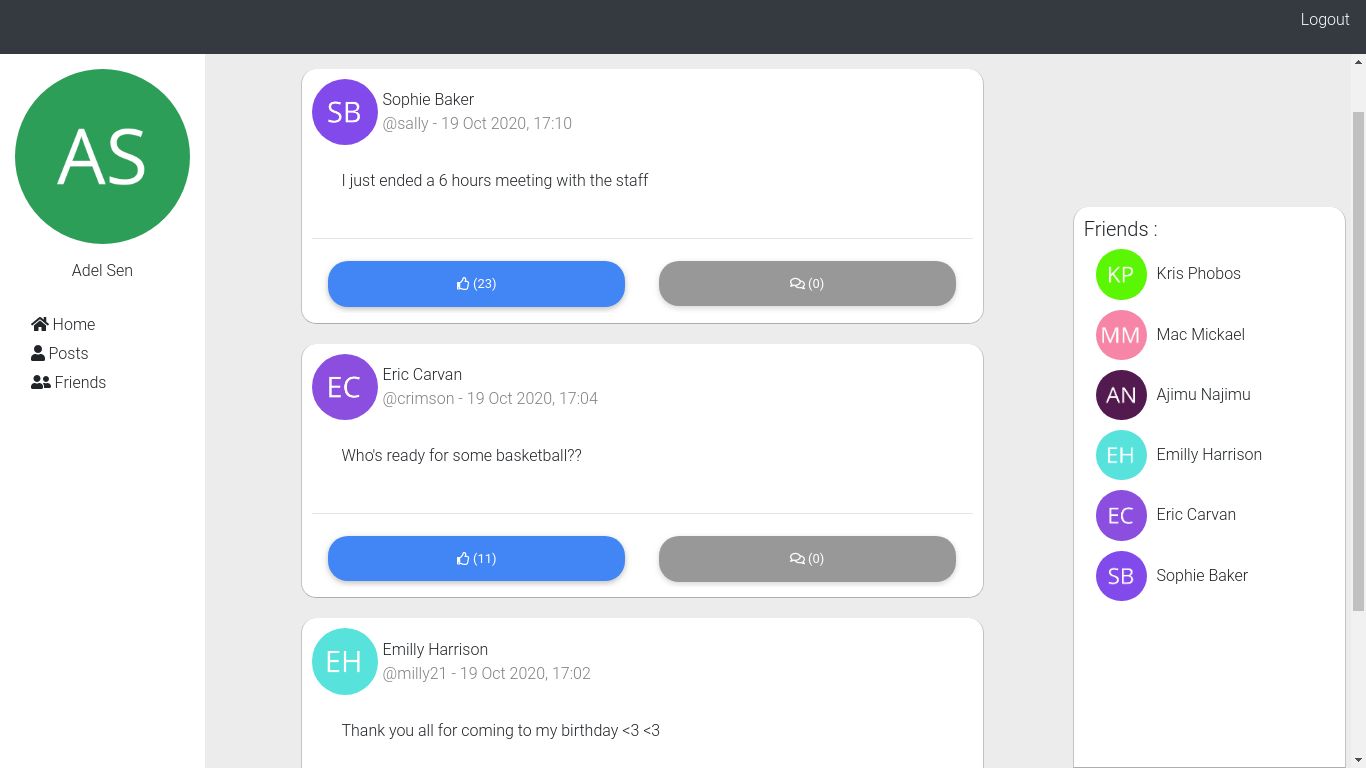 Logout
AS
Adel Sen
Home
Posts
Friends
SB
Sophie Baker
@sally - 19 Oct 2020, 17:10
I just ended a 6 hours meeting with the staff
(23)
(0)
EC
Eric Carvan
@crimson - 19 Oct 2020, 17:04
Who's ready for some basketball??
(11)
(0)
EH
Emilly Harrison
@milly21 - 19 Oct 2020, 17:02
Thank you all for coming to my birthday <3 <3
Friends :
KP Kris Phobos
MM Mac Mickael
AN Ajimu Najimu
EH Emilly Harrison
EC Eric Carvan
SB Sophie Baker